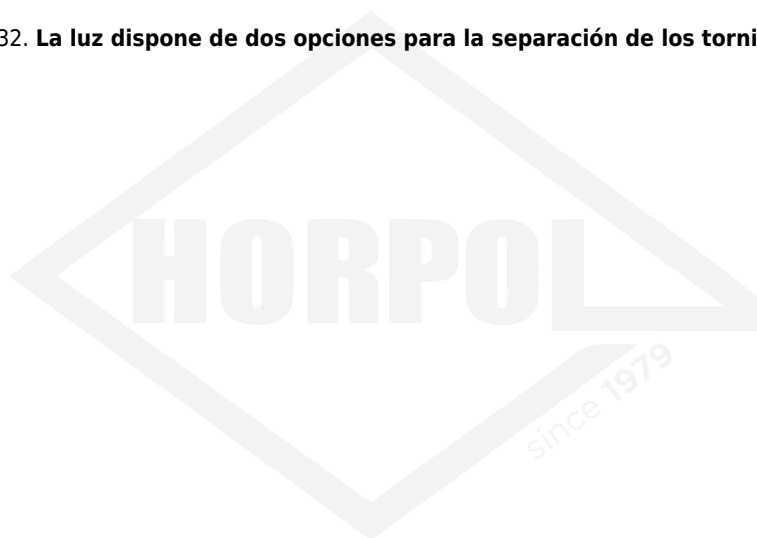 32. La luz dispone de dos opciones para la separación de los torni
HORPOL
since 1979